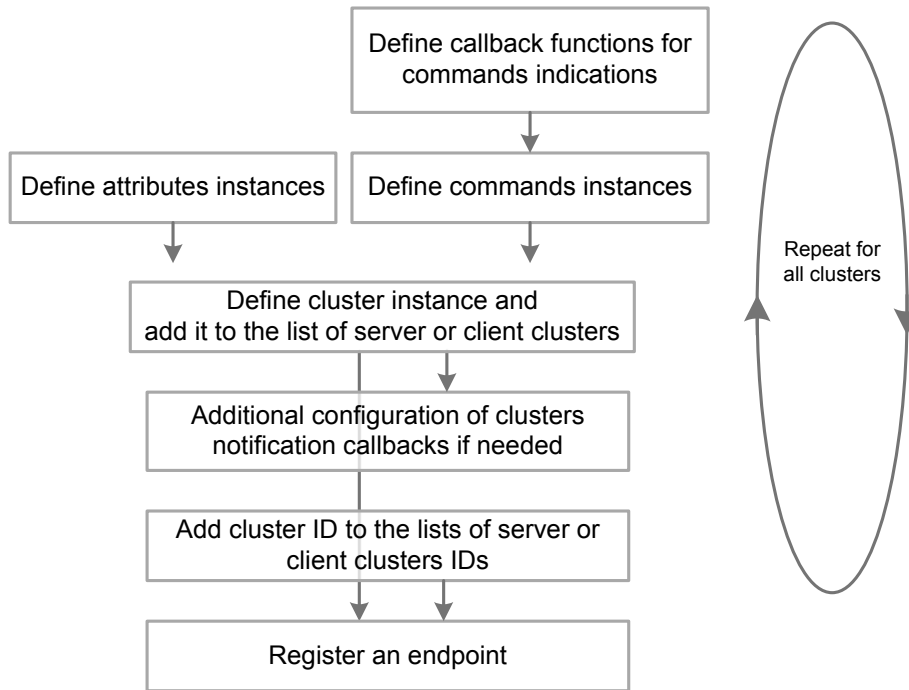 Define callback functions for
commands indications
Define attributes instances
Define commands instances
Repeat for
all clusters
Define cluster instance and
add it to the list of server or client clusters
Additional configuration of clusters
notification callbacks if needed
Add cluster ID to the lists of server or
client clusters IDs
Register an endpoint